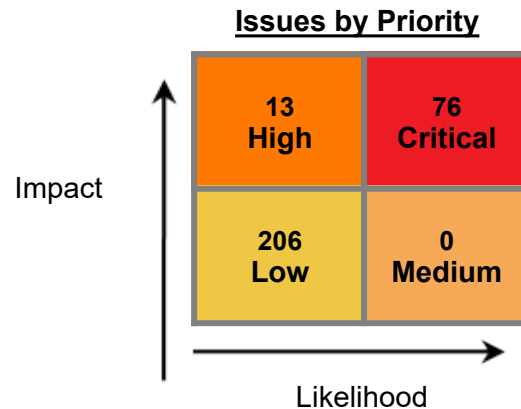 Issues by Priority
13
High
76
Critical
Impact
206
Low
0
Medium
Likelihood